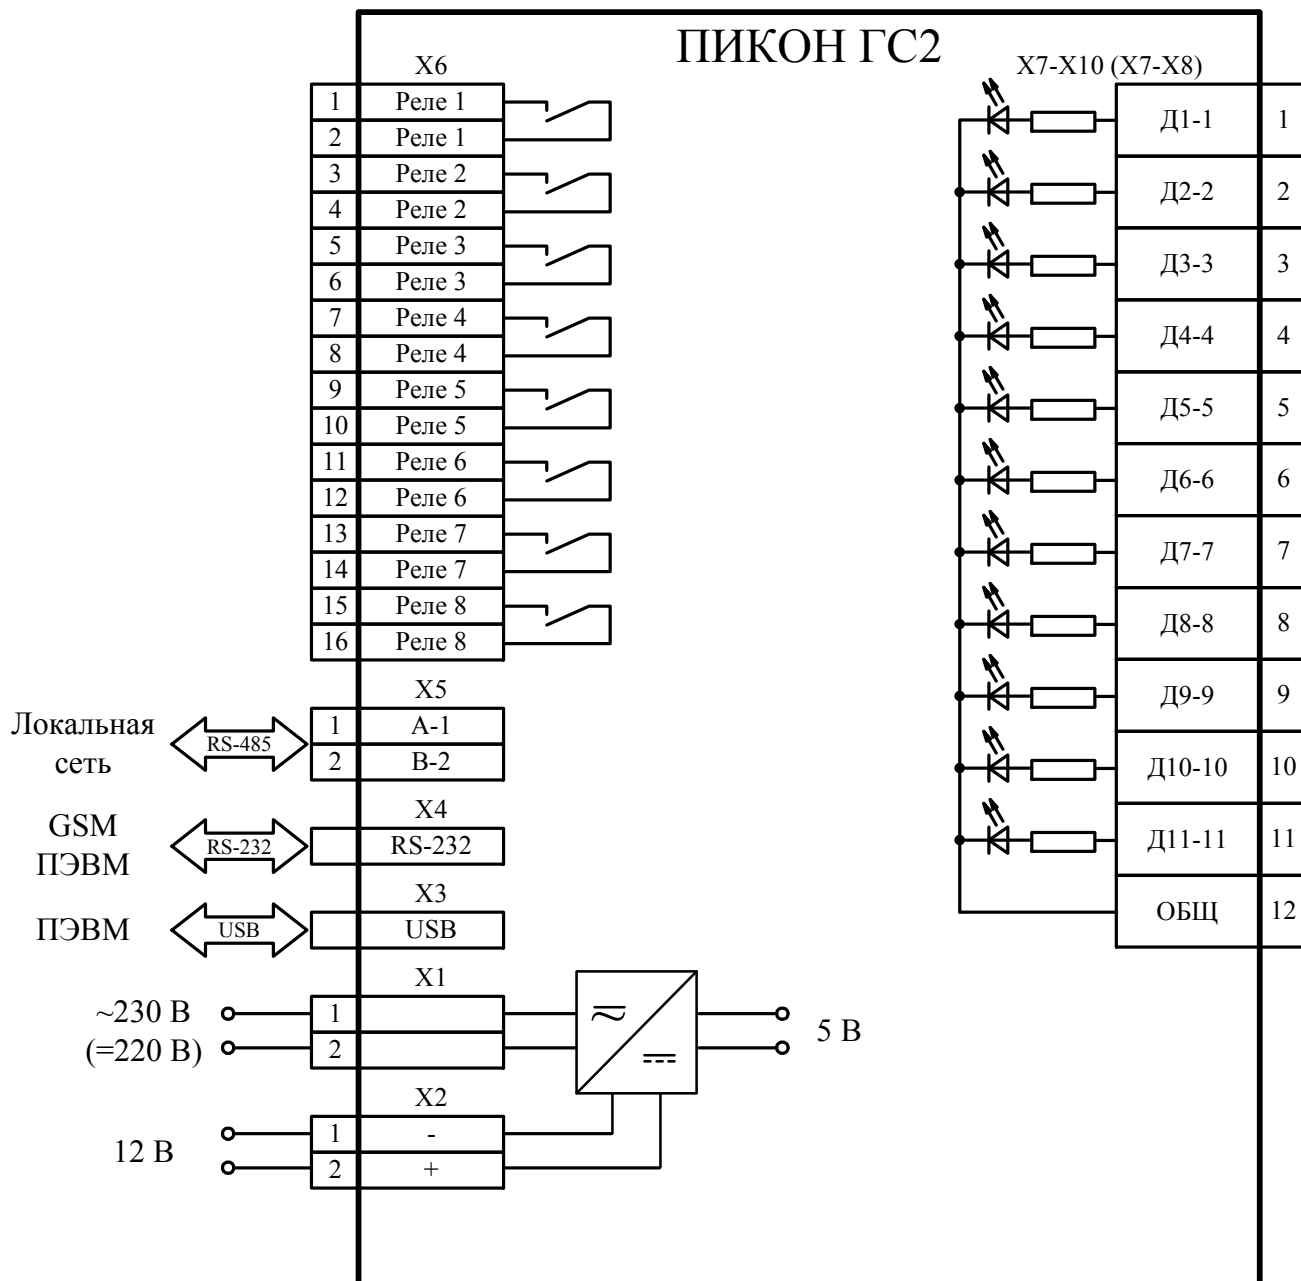 ПИКОН ГС2
X6
1 Реле 1
2 Реле 1
3 Реле 2
4 Реле 2
5 Реле 3
6 Реле 3
7 Реле 4
8 Реле 4
9 Реле 5
10 Реле 5
11 Реле 6
12 Реле 6
13 Реле 7
14 Реле 7
15 Реле 8
16 Реле 8
X5
Локальная
сеть
RS-485
1 A-1
2 B-2
X4
GSM
ПЭВМ
RS-232
RS-232
X3
ПЭВМ
USB
USB
X1
~230 В
(=220 В)
1
2
5 В
X2
12 В
1 -
2 +
X7-X10 (X7-X8)
Д1-1 1
Д2-2 2
Д3-3 3
Д4-4 4
Д5-5 5
Д6-6 6
Д7-7 7
Д8-8 8
Д9-9 9
Д10-10 10
Д11-11 11
ОБЩ 12